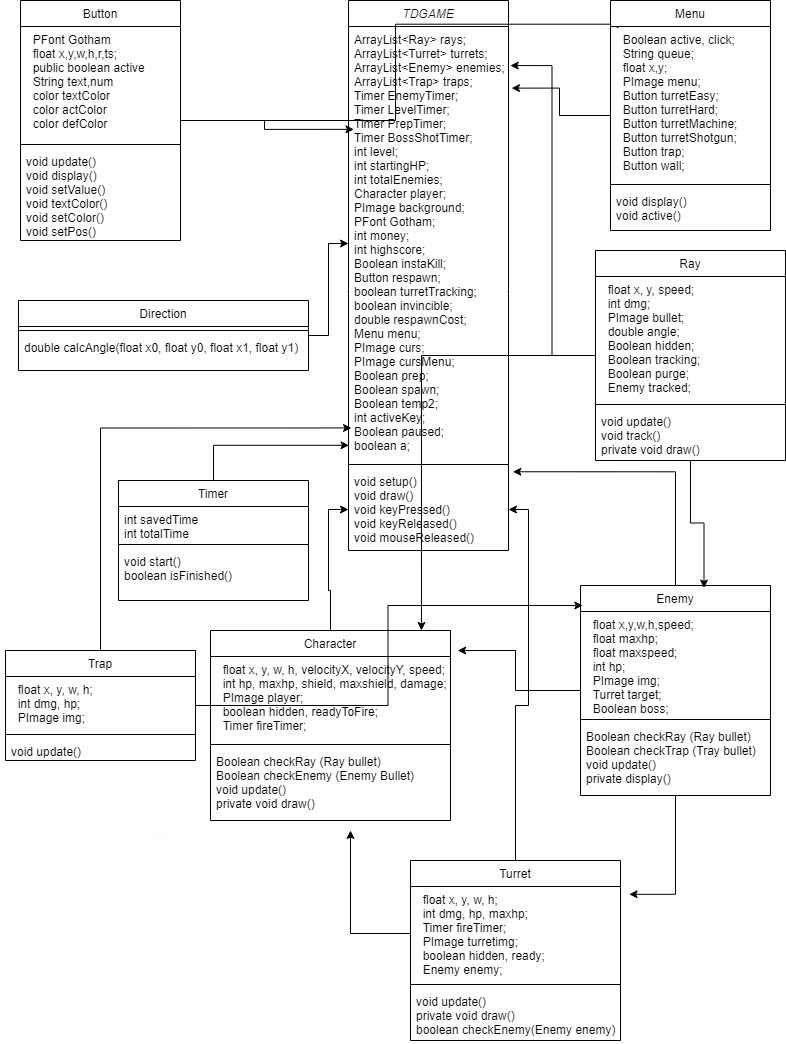 Button
PFont Gotham
float x,y,w,h,r,ts;
public boolean active
String text,num
color textColor
color actColor
color defColor
void update()
void display()
void setValue()
void textColor()
void setColor()
void setPos()
TDGAME
ArrayList<Ray> rays;
ArrayList<Turret> turrets;
ArrayList<Enemy> enemies;
ArrayList<Trap> traps;
Timer EnemyTimer;
Timer LevelTimer;
Timer PrepTimer;
Timer BossShotTimer;
int level;
int startingHP;
int totalEnemies;
Character player;
PImage background;
PFont Gotham;
int money;
int highscore;
Boolean instaKill;
Button respawn;
boolean turretTracking;
boolean invincible;
double respawnCost;
Menu menu;
PImage curs;
PImage cursMenu;
Boolean prep;
Boolean spawn;
Boolean temp2;
int activeKey;
Boolean paused;
boolean a;
void setup()
void draw()
void keyPressed()
void keyReleased()
void mouseReleased()
Menu
Boolean active, click;
String queue;
float x,y;
PImage menu;
Button turretEasy;
Button turretHard;
Button turretMachine;
Button turretShotgun;
Button trap;
Button wall;
void display()
void active()
Ray
float x, y, speed;
int dmg;
PImage bullet;
double angle;
Boolean hidden;
Boolean tracking;
Boolean purge;
Enemy tracked;
void update()
void track()
private void draw()
Direction
double calcAngle(float x0, float y0, float x1, float y1)
Timer
int savedTime
int totalTime
void start()
boolean isFinished()
Trap
float x, y, w, h;
int dmg, hp;
PImage img;
void update()
Character
float x, y, w, h, velocityX, velocityY, speed;
int hp, maxhp, shield, maxshield, damage;
PImage player;
boolean hidden, readyToFire;
Timer fireTimer;
Boolean checkRay (Ray bullet)
Boolean checkEnemy (Enemy Bullet)
void update()
private void draw()
Enemy
float x,y,w,h,speed;
float maxhp;
float maxspeed;
int hp;
PImage img;
Turret target;
Boolean boss;
Boolean checkRay (Ray bullet)
Boolean checkTrap (Tray bullet)
void update()
private display()
Turret
float x, y, w, h;
int dmg, hp, maxhp;
Timer fireTimer;
PImage turretimg;
boolean hidden, ready;
Enemy enemy;
void update()
private void draw()
boolean checkEnemy(Enemy enemy)